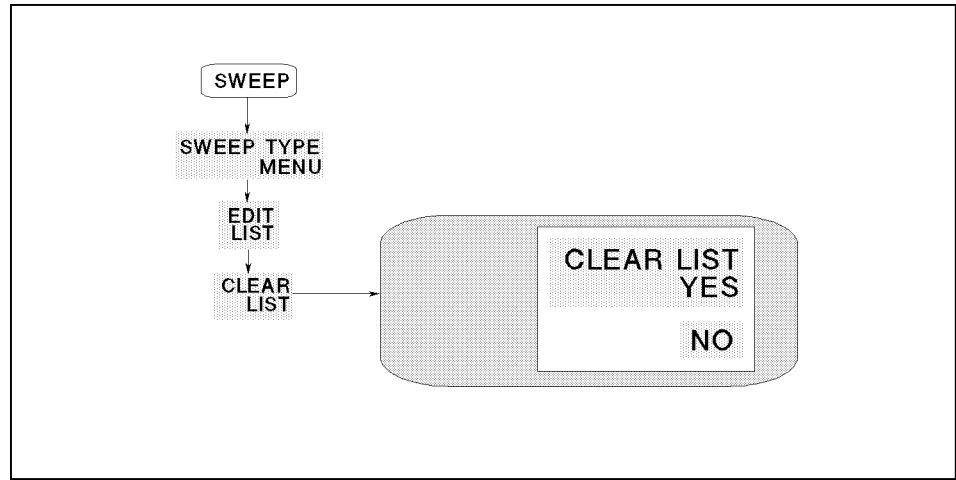 SWEEP
SWEEP TYPE
MENU
EDIT
LIST
CLEAR
LIST
CLEAR LIST
YES
NO